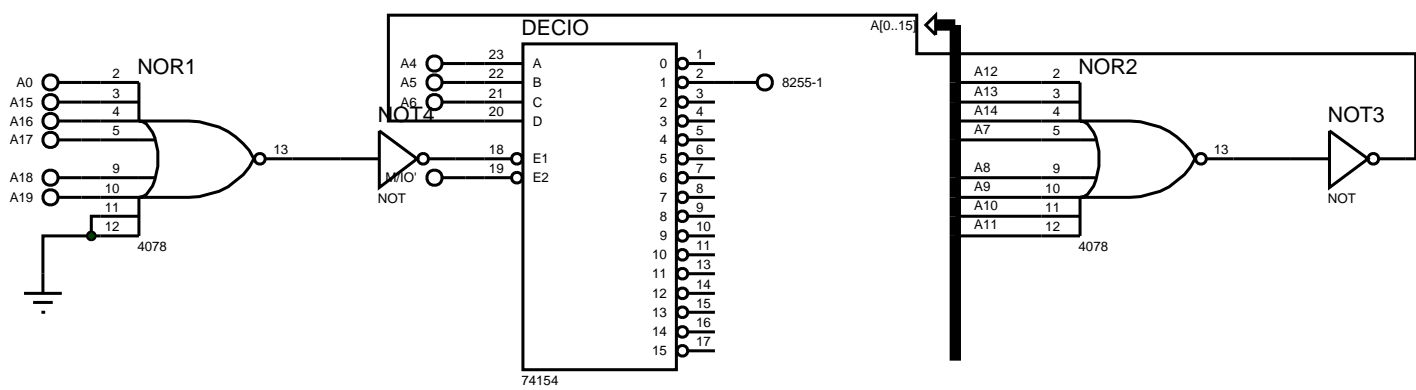 NOR1
A0 2
A15 3
A16 4
A17 5
A18 9
A19 10
11
12
13
4078
NOT4
NOT
DECIO
A4 23 A
A5 22 B
A6 21 C
20 D
18 E1
M/IO' 19 E2
0 1
1 2 8255-1
2 3
3 4
4 5
5 6
6 7
7 8
8 9
9 10
10 11
11 13
12 14
13 15
14 16
15 17
74154
A[0..15]
NOR2
A12 2
A13 3
A14 4
A7 5
A8 9
A9 10
A10 11
A11 12
13
4078
NOT3
NOT